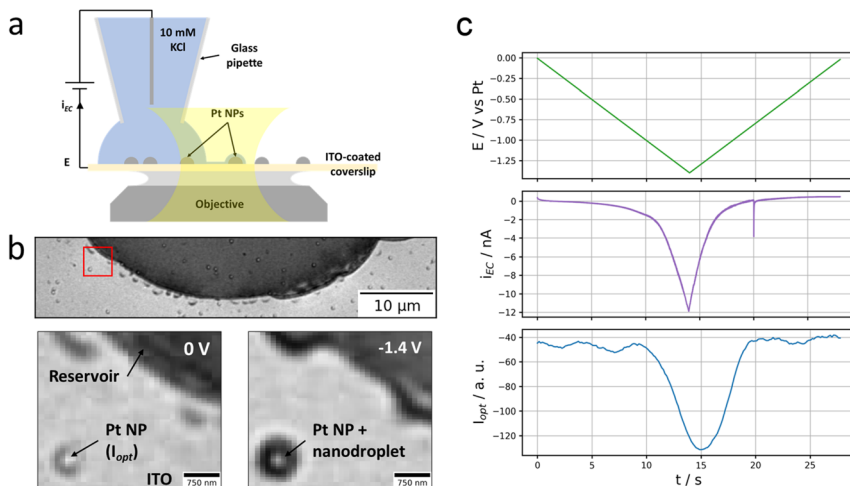 a
10 mM
KCl
Glass
pipette
i_EC
Pt NPs
E
ITO-coated
coverslip
Objective
b
10 μm
0 V
Reservoir
Pt NP
(I_opt)
ITO
750 nm
-1.4 V
Pt NP +
nanodroplet
750 nm
c
0.00
−0.25
−0.50
−0.75
−1.00
−1.25
E / V vs Pt
0
−2
−4
−6
−8
−10
−12
i_EC / nA
−40
−60
−80
−100
−120
I_opt / a. u.
0
5
10
15
20
25
t / s